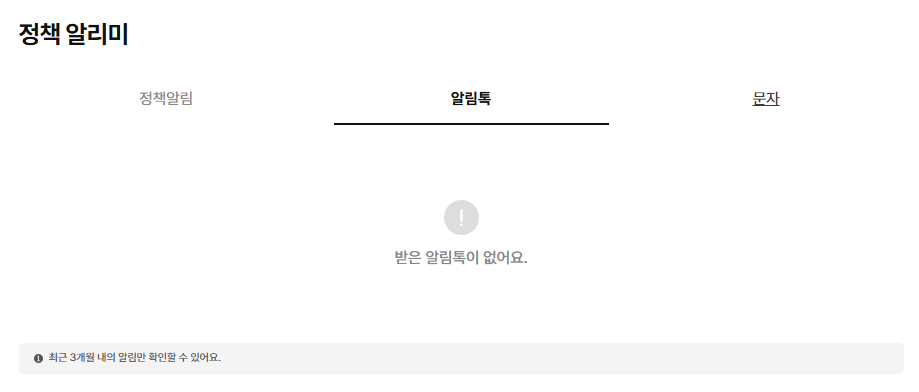 정책 알리미
정책알림
알림톡
문자
받은 알림톡이 없어요.
최근 3개월 내의 알림만 확인할 수 있어요.